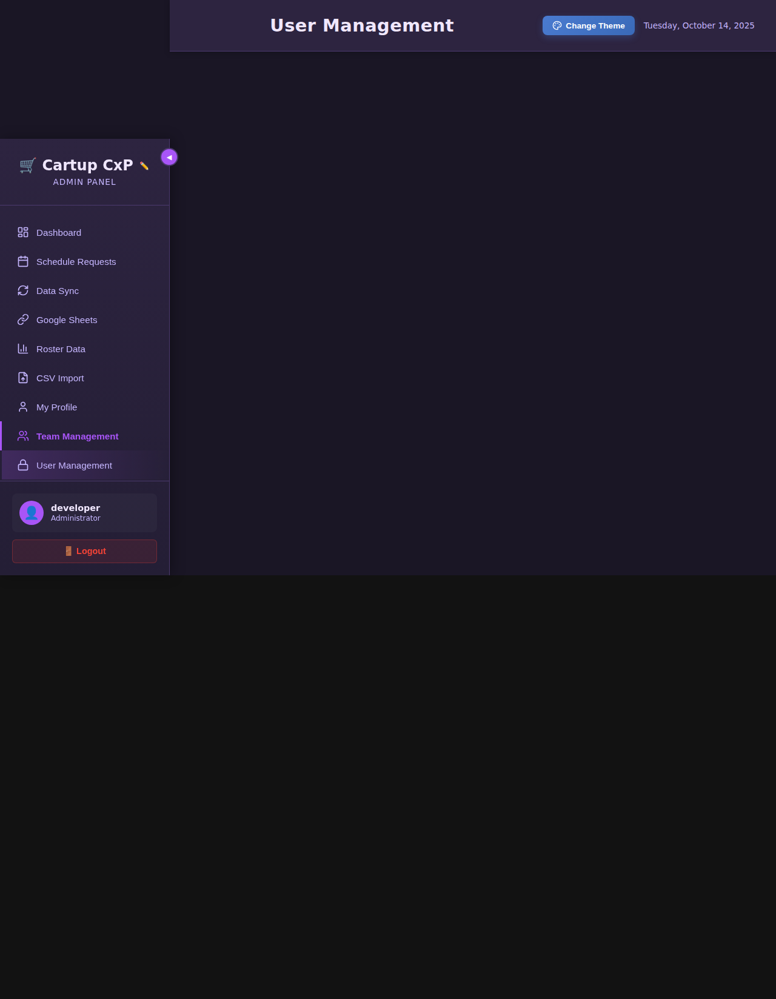 User Management
Change Theme
Tuesday, October 14, 2025
🛒 Cartup CxP ✏️
ADMIN PANEL
◀
Dashboard
Schedule Requests
Data Sync
Google Sheets
Roster Data
CSV Import
My Profile
Team Management
User Management
👤
developer
Administrator
🚪 Logout